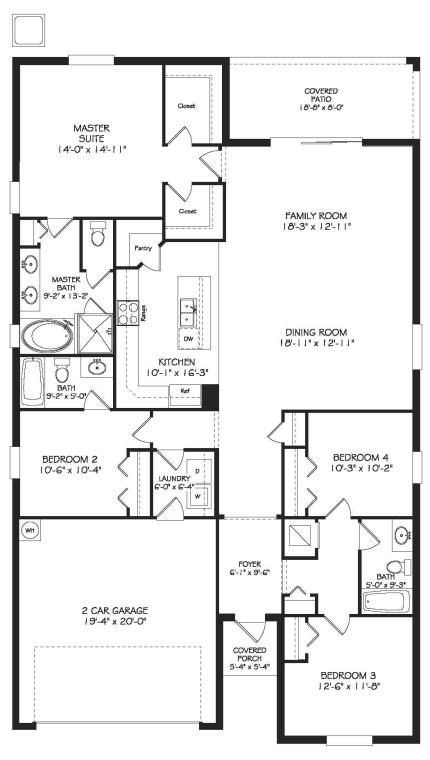 COVERED
PATIO
18'-8" x 8'-0"
Closet
MASTER
SUITE
14'-0" x 14'-11"
Closet
FAMILY ROOM
18'-3" x 12'-11"
Pantry
MASTER
BATH
9'-2" x 13'-2"
Range
DW
DINING ROOM
18'-11" x 12'-11"
KITCHEN
10'-1" x 16'-3"
Ref
BATH
9'-2" x 5'-0"
BEDROOM 2
10'-6" x 10'-4"
BEDROOM 4
10'-3" x 10'-2"
LAUNDRY
6'-0" x 6'-4"
D
W
WH
FOYER
6'-1" x 9'-6"
BATH
5'-0" x 9'-3"
2 CAR GARAGE
19'-4" x 20'-0"
COVERED
PORCH
5'-4" x 5'-4"
BEDROOM 3
12'-6" x 11'-8"